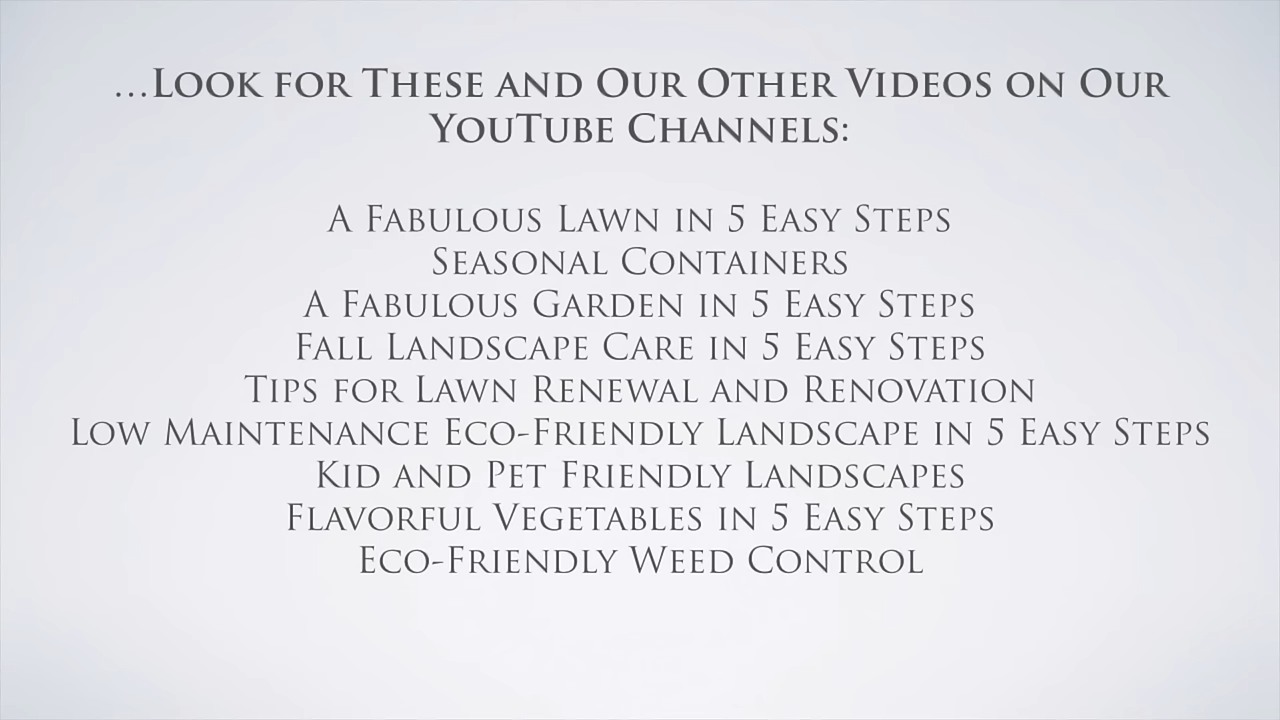 ...Look for These and Our Other Videos on Our
YouTube Channels:
A Fabulous Lawn in 5 Easy Steps
Seasonal Containers
A Fabulous Garden in 5 Easy Steps
Fall Landscape Care in 5 Easy Steps
Tips for Lawn Renewal and Renovation
Low Maintenance Eco-Friendly Landscape in 5 Easy Steps
Kid and Pet Friendly Landscapes
Flavorful Vegetables in 5 Easy Steps
Eco-Friendly Weed Control